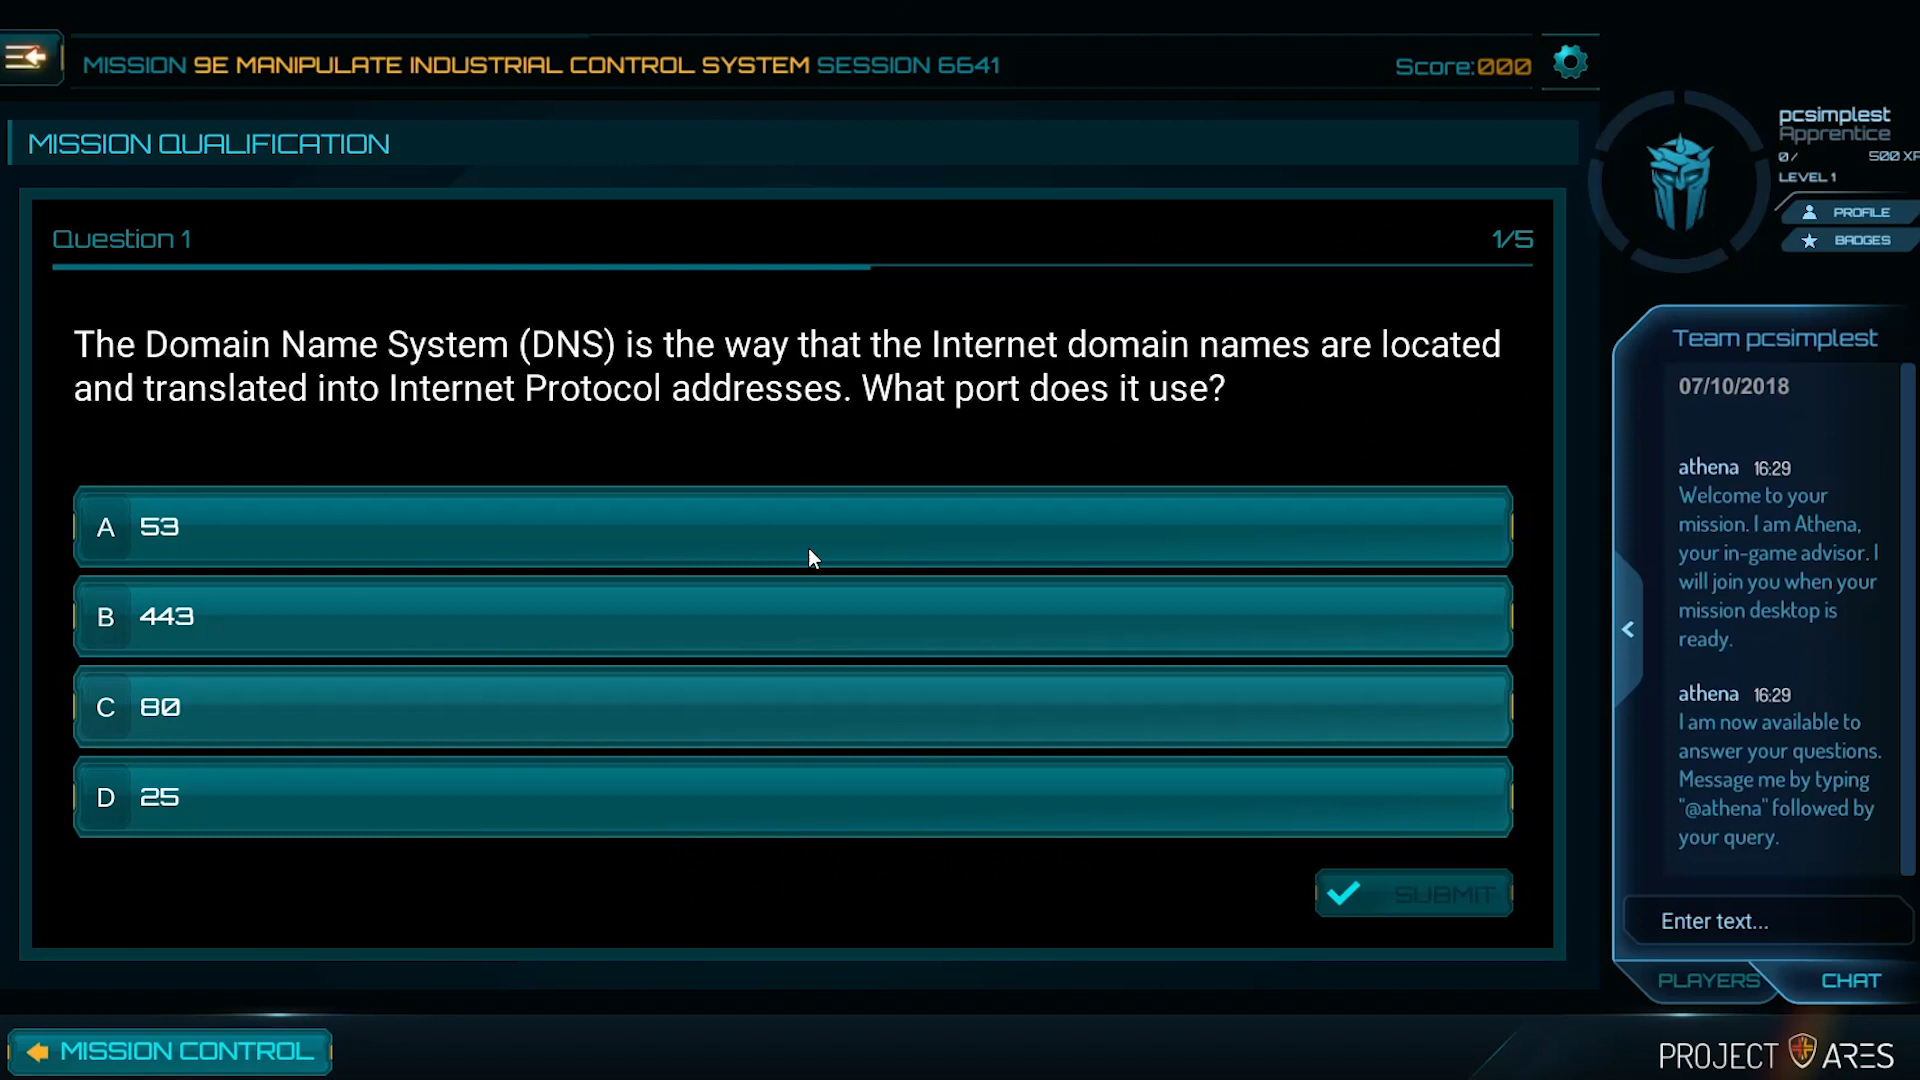 MISSION 9E MANIPULATE INDUSTRIAL CONTROL SYSTEM SESSION 6641
Score:000
MISSION QUALIFICATION
Question 1
1/5
The Domain Name System (DNS) is the way that the Internet domain names are located
and translated into Internet Protocol addresses. What port does it use?
A 53
B 443
C 80
D 25
SUBMIT
MISSION CONTROL
pcsimplest
Apprentice
0/ 500 XP
LEVEL 1
PROFILE
BADGES
Team pcsimplest
07/10/2018
athena 16:29
Welcome to your
mission. I am Athena,
your in-game advisor. I
will join you when your
mission desktop is
ready.
athena 16:29
I am now available to
answer your questions.
Message me by typing
"@athena" followed by
your query.
Enter text...
PLAYERS CHAT
PROJECT ARES